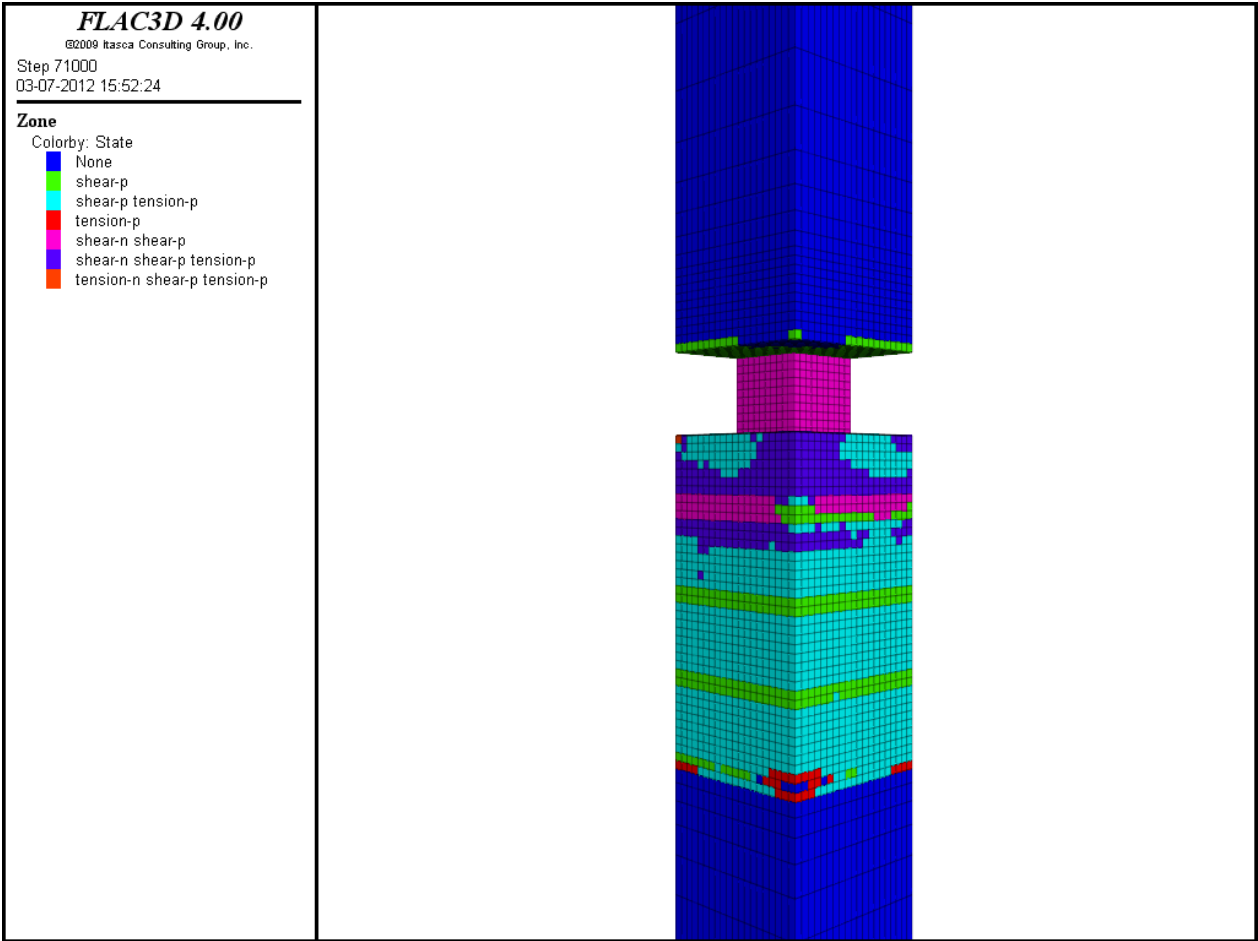 FLAC3D 4.00
©2009 Itasca Consulting Group, Inc.
Step 71000
03-07-2012 15:52:24
Zone
Colorby: State
None
shear-p
shear-p tension-p
tension-p
shear-n shear-p
shear-n shear-p tension-p
tension-n shear-p tension-p